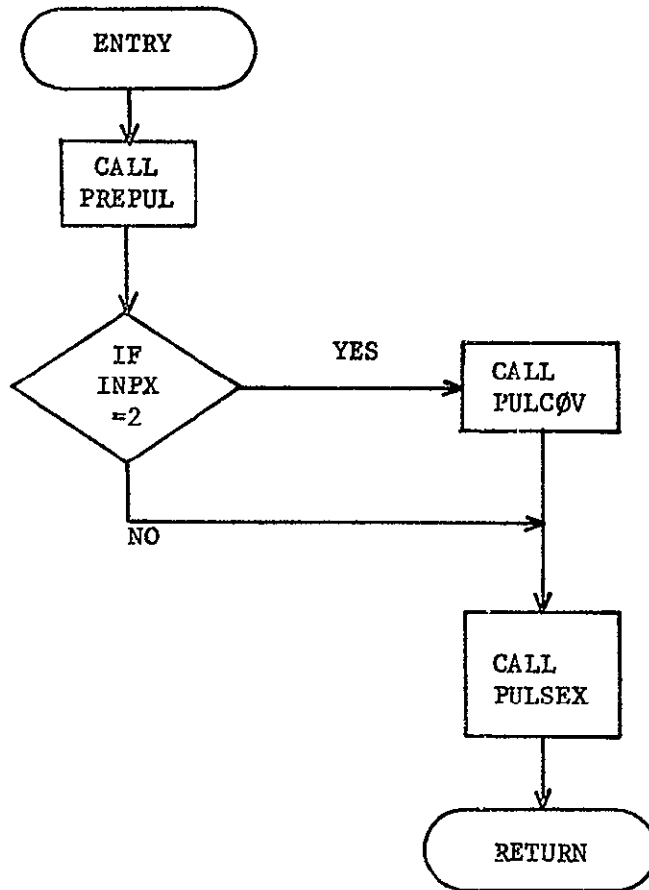 ENTRY
CALL
PREPUL
IF
INPX
=2
YES
CALL
PULCØV
NO
CALL
PULSEX
RETURN